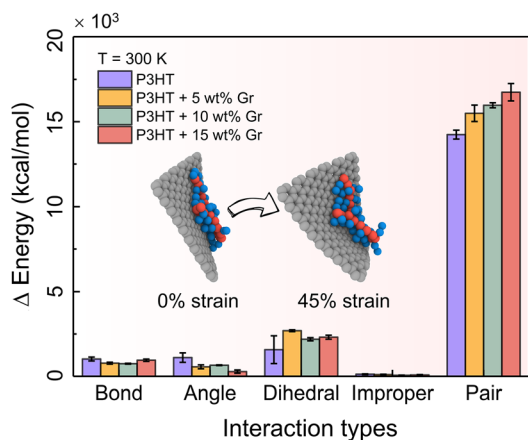 20 × 10³
T = 300 K
P3HT
P3HT + 5 wt% Gr
P3HT + 10 wt% Gr
P3HT + 15 wt% Gr
15
10
5
0
Δ Energy (kcal/mol)
0% strain
45% strain
Bond
Angle
Dihedral
Improper
Pair
Interaction types